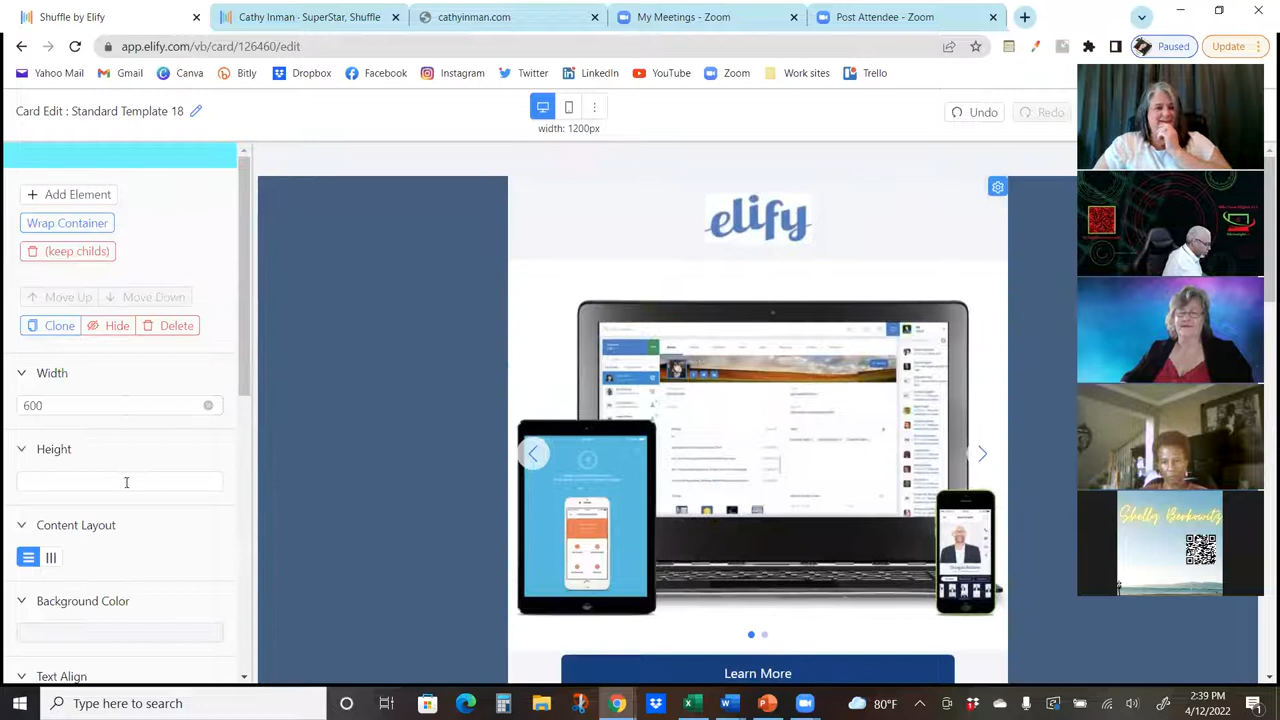 Shuffle by Elify
Cathy Inman - SuperStar, Shuffle
cathyinman.com
My Meetings - Zoom
Post Attendee - Zoom
app.elify.com/vb/card/126460/edit
Paused
Update
Yahoo Mail
Gmail
Canva
Bitly
Dropbox
Facebook
Instagram
Twitter
LinkedIn
YouTube
Zoom
Work sites
Trello
Card Edit : Standard Template 18
width: 1200px
Undo
Redo
Add Element
Wrap Container
(keep childs)
Move Up
Move Down
Clone
Hide
Delete
Width
600
Height
Content Layout
Background Color
Text Align
elify
Learn More
Shelly Berkowitz
Type here to search
80°F
2:39 PM
4/12/2022